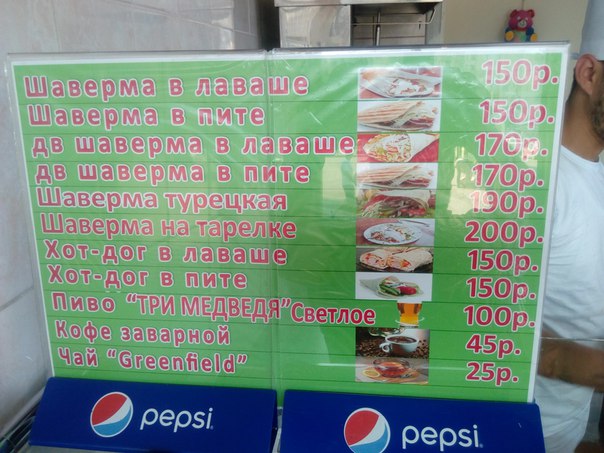 Шаверма в лаваше 150р.
Шаверма в пите 150р.
дв шаверма в лаваше 170р.
дв шаверма в пите 170р.
Шаверма турецкая 190р.
Шаверма на тарелке 200р.
Хот-дог в лаваше 150р.
Хот-дог в пите 150р.
Пиво "ТРИ МЕДВЕДЯ" Светлое 100р.
Кофе заварной 45р.
Чай "Greenfield" 25р.
pepsi pepsi